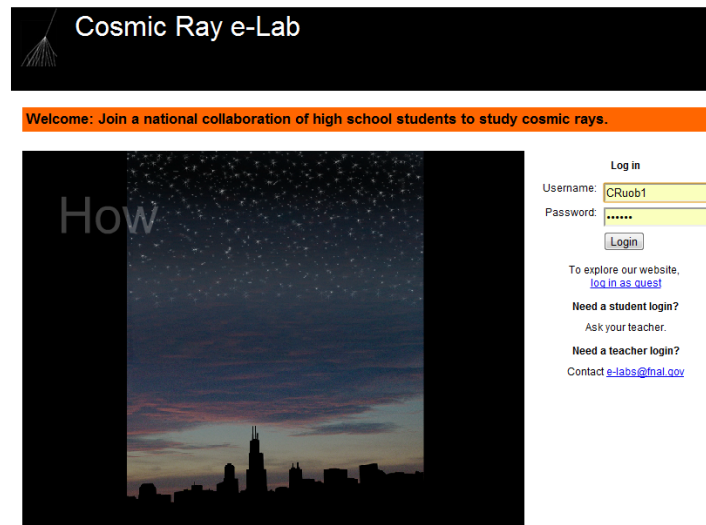 Cosmic Ray e-Lab
Welcome: Join a national collaboration of high school students to study cosmic rays.
How
Log in
Username: CRuob1
Password: ••••••
Login
To explore our website,
log in as guest
Need a student login?
Ask your teacher.
Need a teacher login?
Contact e-labs@fnal.gov